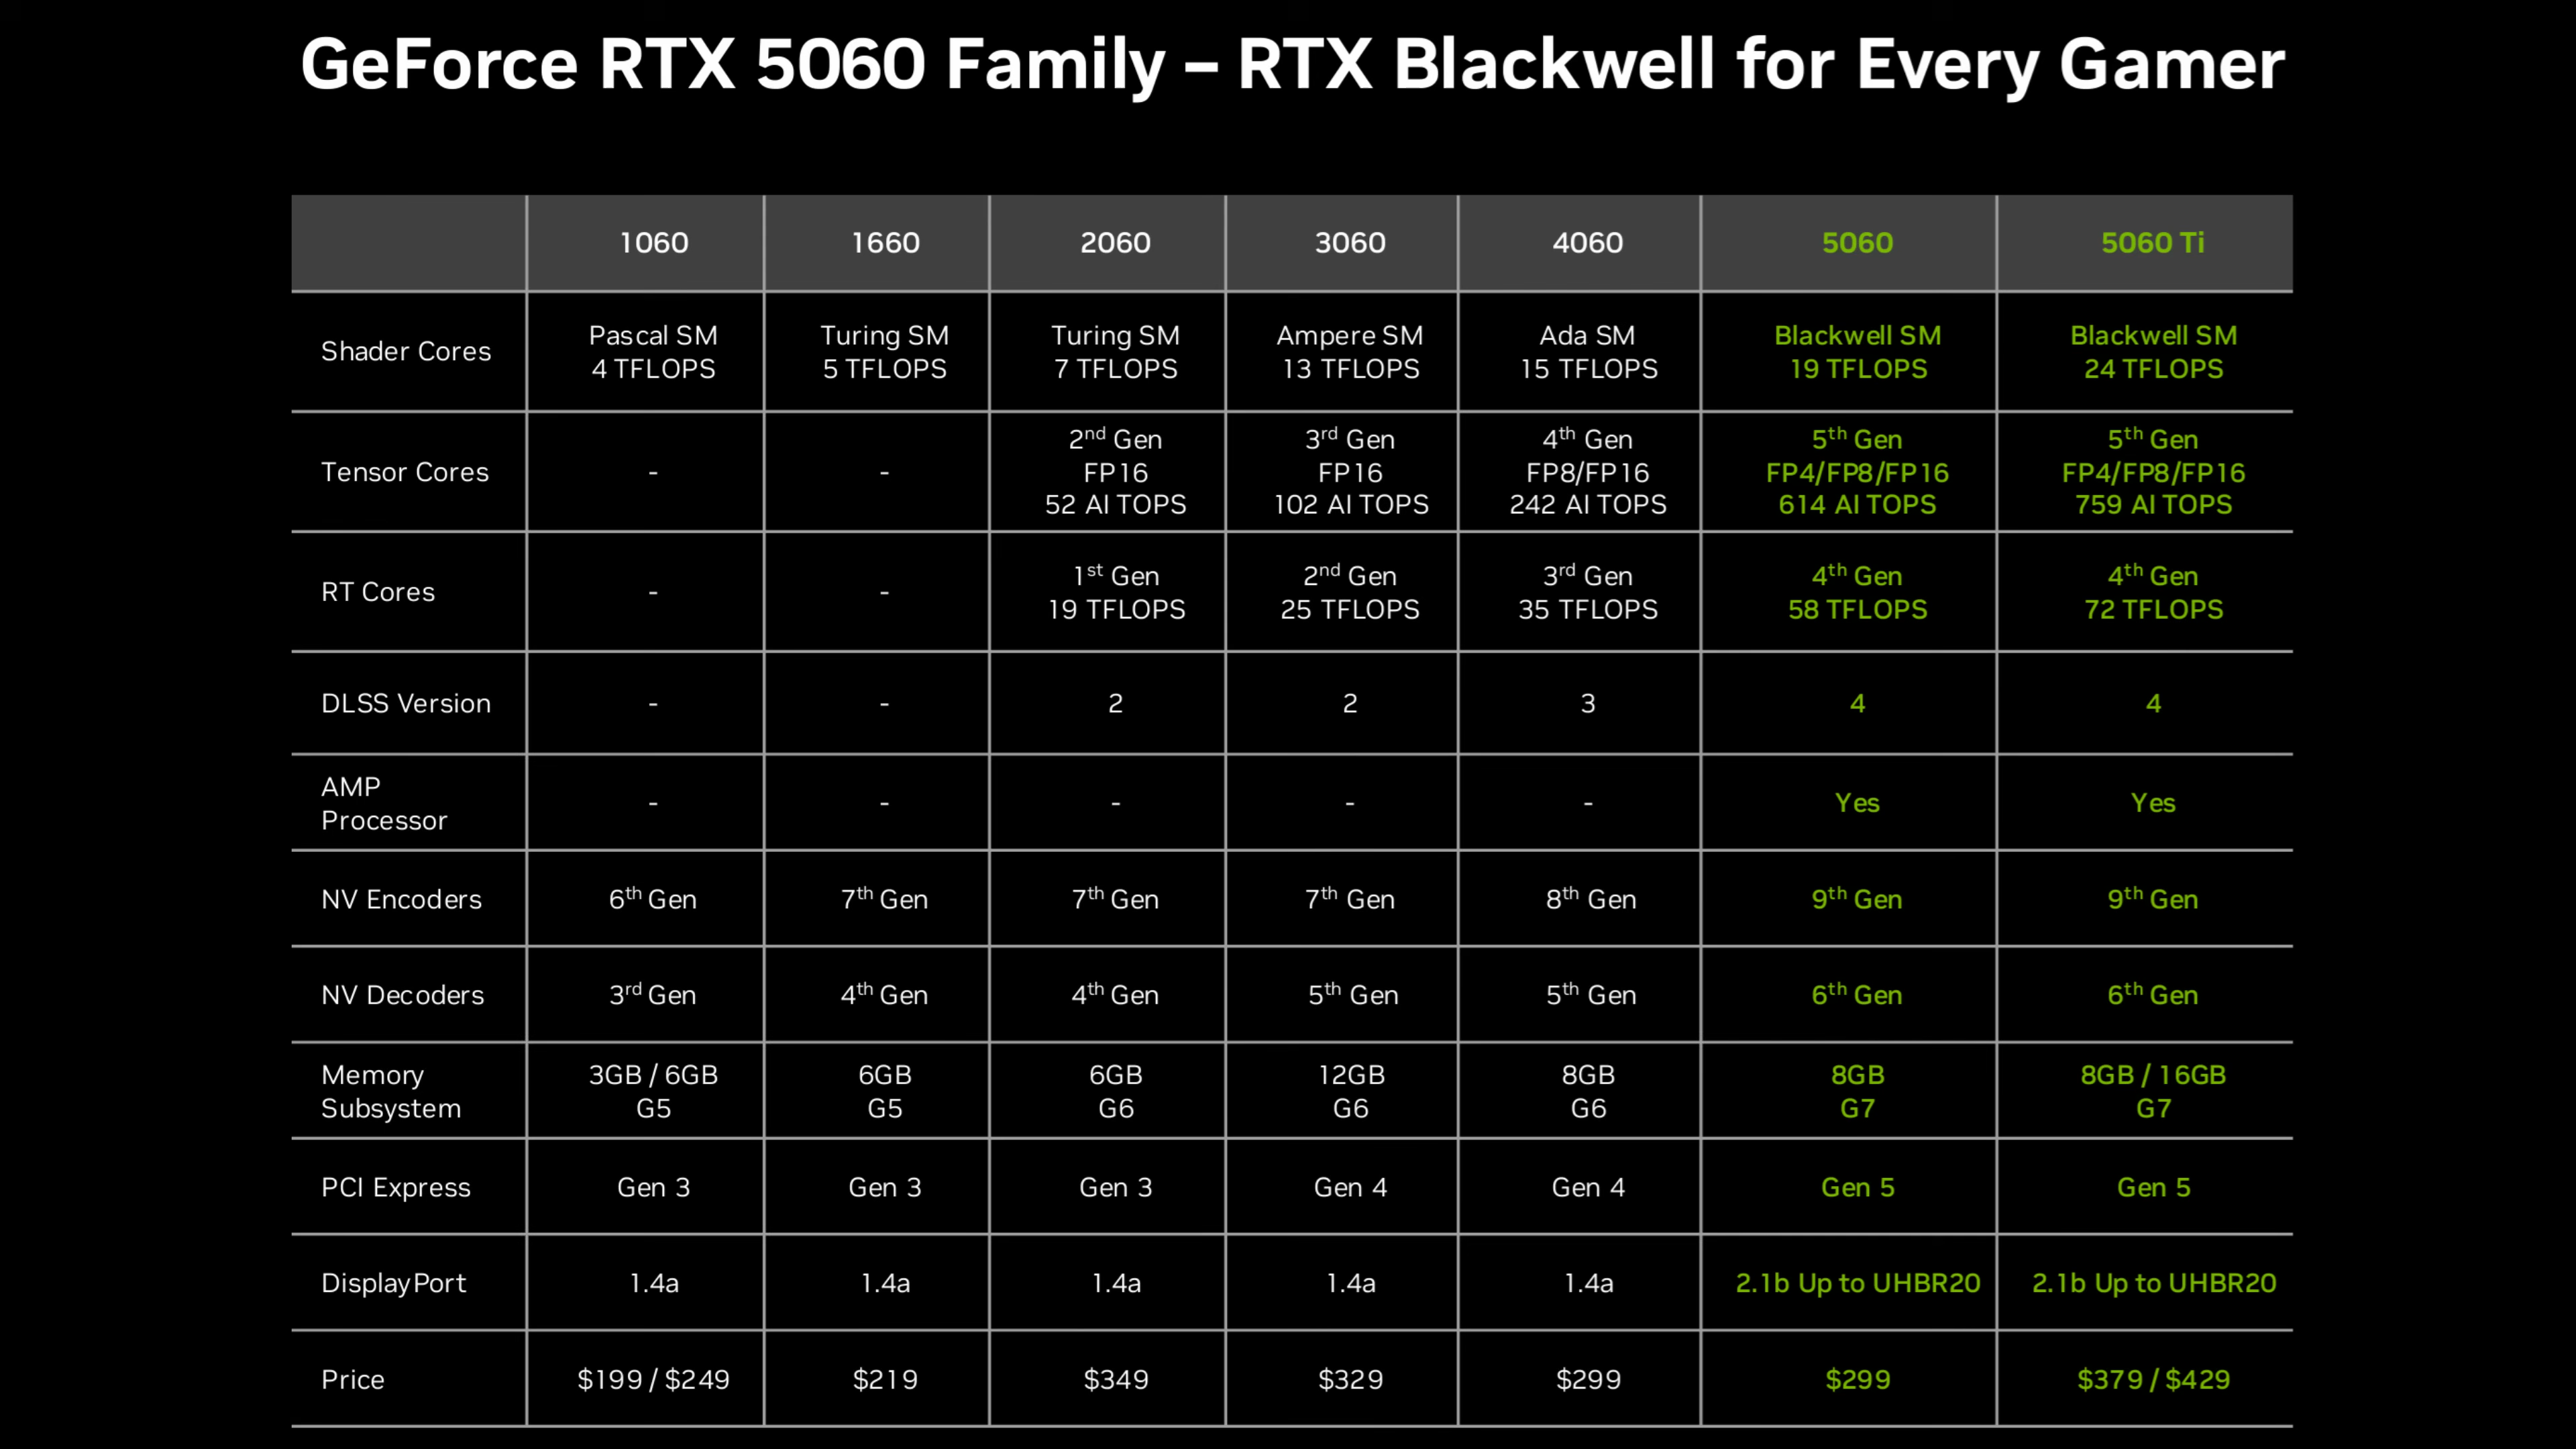 GeForce RTX 5060 Family – RTX Blackwell for Every Gamer
1060 1660 2060 3060 4060 5060 5060 Ti
Shader Cores
Pascal SM
4 TFLOPS
Turing SM
5 TFLOPS
Turing SM
7 TFLOPS
Ampere SM
13 TFLOPS
Ada SM
15 TFLOPS
Blackwell SM
19 TFLOPS
Blackwell SM
24 TFLOPS
Tensor Cores
-
-
2nd Gen
FP16
52 AI TOPS
3rd Gen
FP16
102 AI TOPS
4th Gen
FP8/FP16
242 AI TOPS
5th Gen
FP4/FP8/FP16
614 AI TOPS
5th Gen
FP4/FP8/FP16
759 AI TOPS
RT Cores
-
-
1st Gen
19 TFLOPS
2nd Gen
25 TFLOPS
3rd Gen
35 TFLOPS
4th Gen
58 TFLOPS
4th Gen
72 TFLOPS
DLSS Version - - 2 2 3 4 4
AMP
Processor
- - - - - Yes Yes
NV Encoders 6th Gen 7th Gen 7th Gen 7th Gen 8th Gen 9th Gen 9th Gen
NV Decoders 3rd Gen 4th Gen 4th Gen 5th Gen 5th Gen 6th Gen 6th Gen
Memory
Subsystem
3GB / 6GB
G5
6GB
G5
6GB
G6
12GB
G6
8GB
G6
8GB
G7
8GB / 16GB
G7
PCI Express Gen 3 Gen 3 Gen 3 Gen 4 Gen 4 Gen 5 Gen 5
DisplayPort 1.4a 1.4a 1.4a 1.4a 1.4a 2.1b Up to UHBR20 2.1b Up to UHBR20
Price $199 / $249 $219 $349 $329 $299 $299 $379 / $429